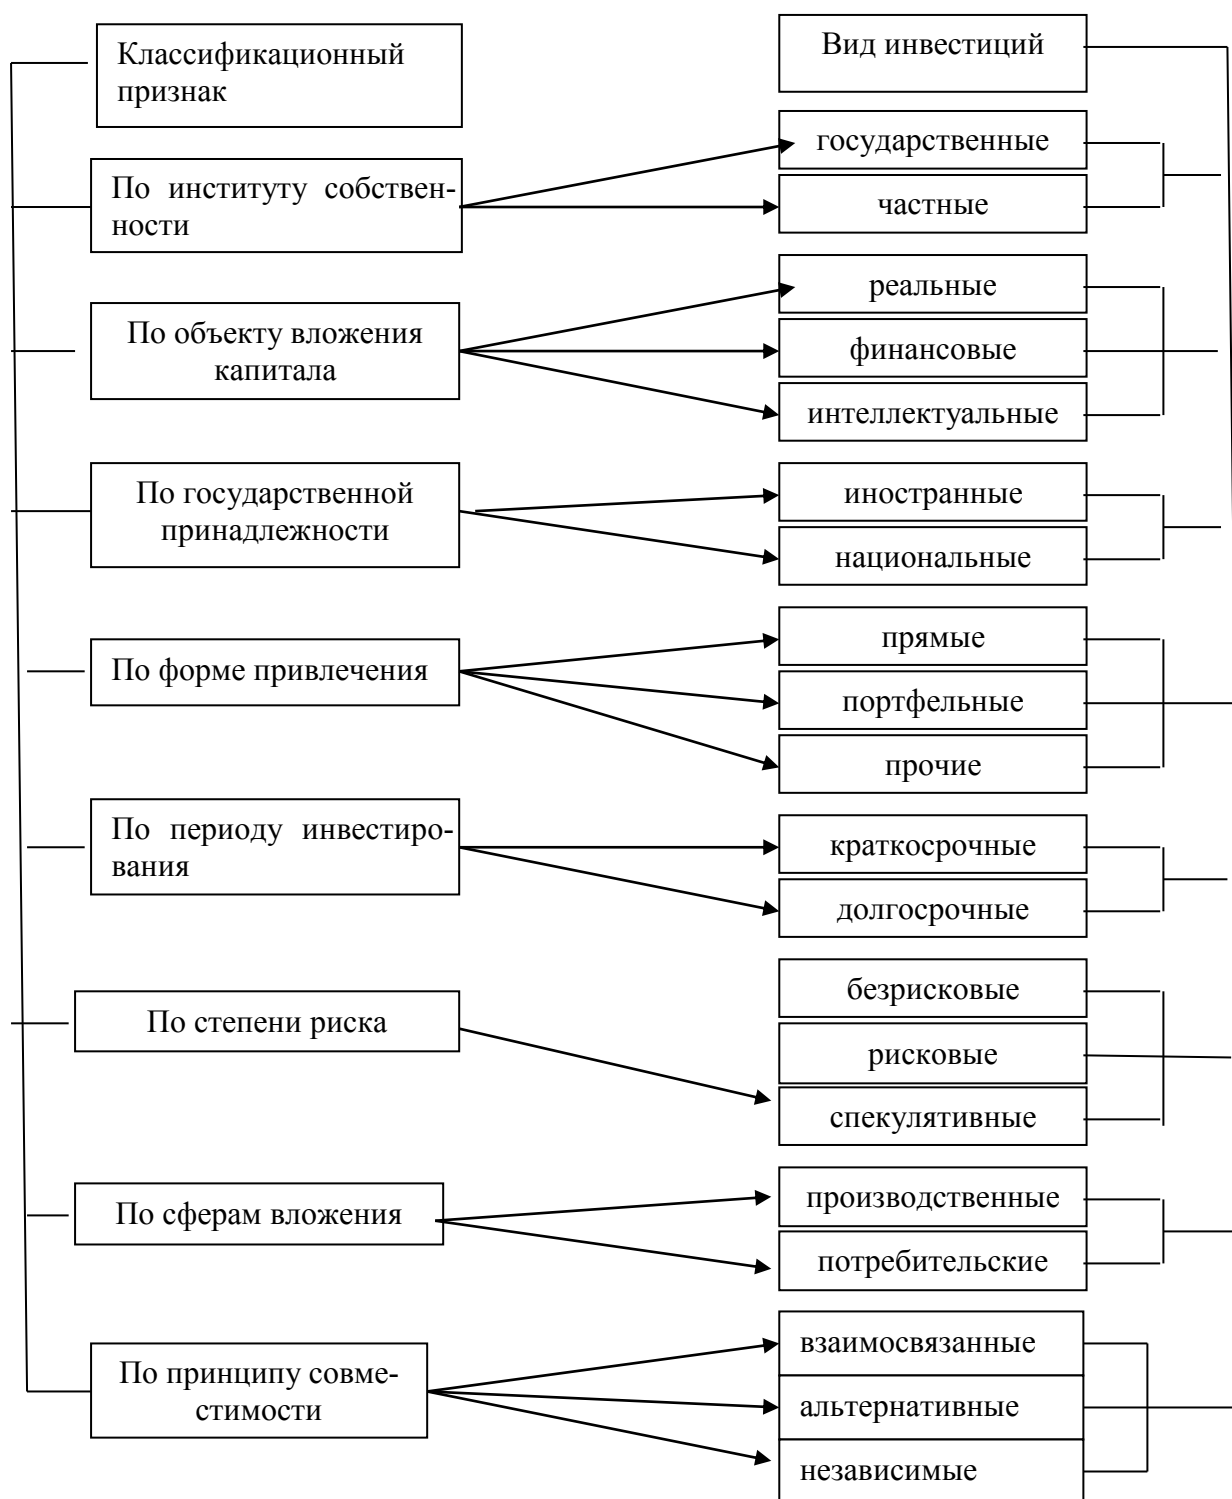 Классификационный
признак
Вид инвестиций
По институту собствен-
ности
государственные
частные
По объекту вложения
капитала
реальные
финансовые
интеллектуальные
По государственной
принадлежности
иностранные
национальные
По форме привлечения
прямые
портфельные
прочие
По периоду инвестиро-
вания
краткосрочные
долгосрочные
По степени риска
безрисковые
рисковые
спекулятивные
По сферам вложения
производственные
потребительские
По принципу совме-
стимости
взаимосвязанные
альтернативные
независимые